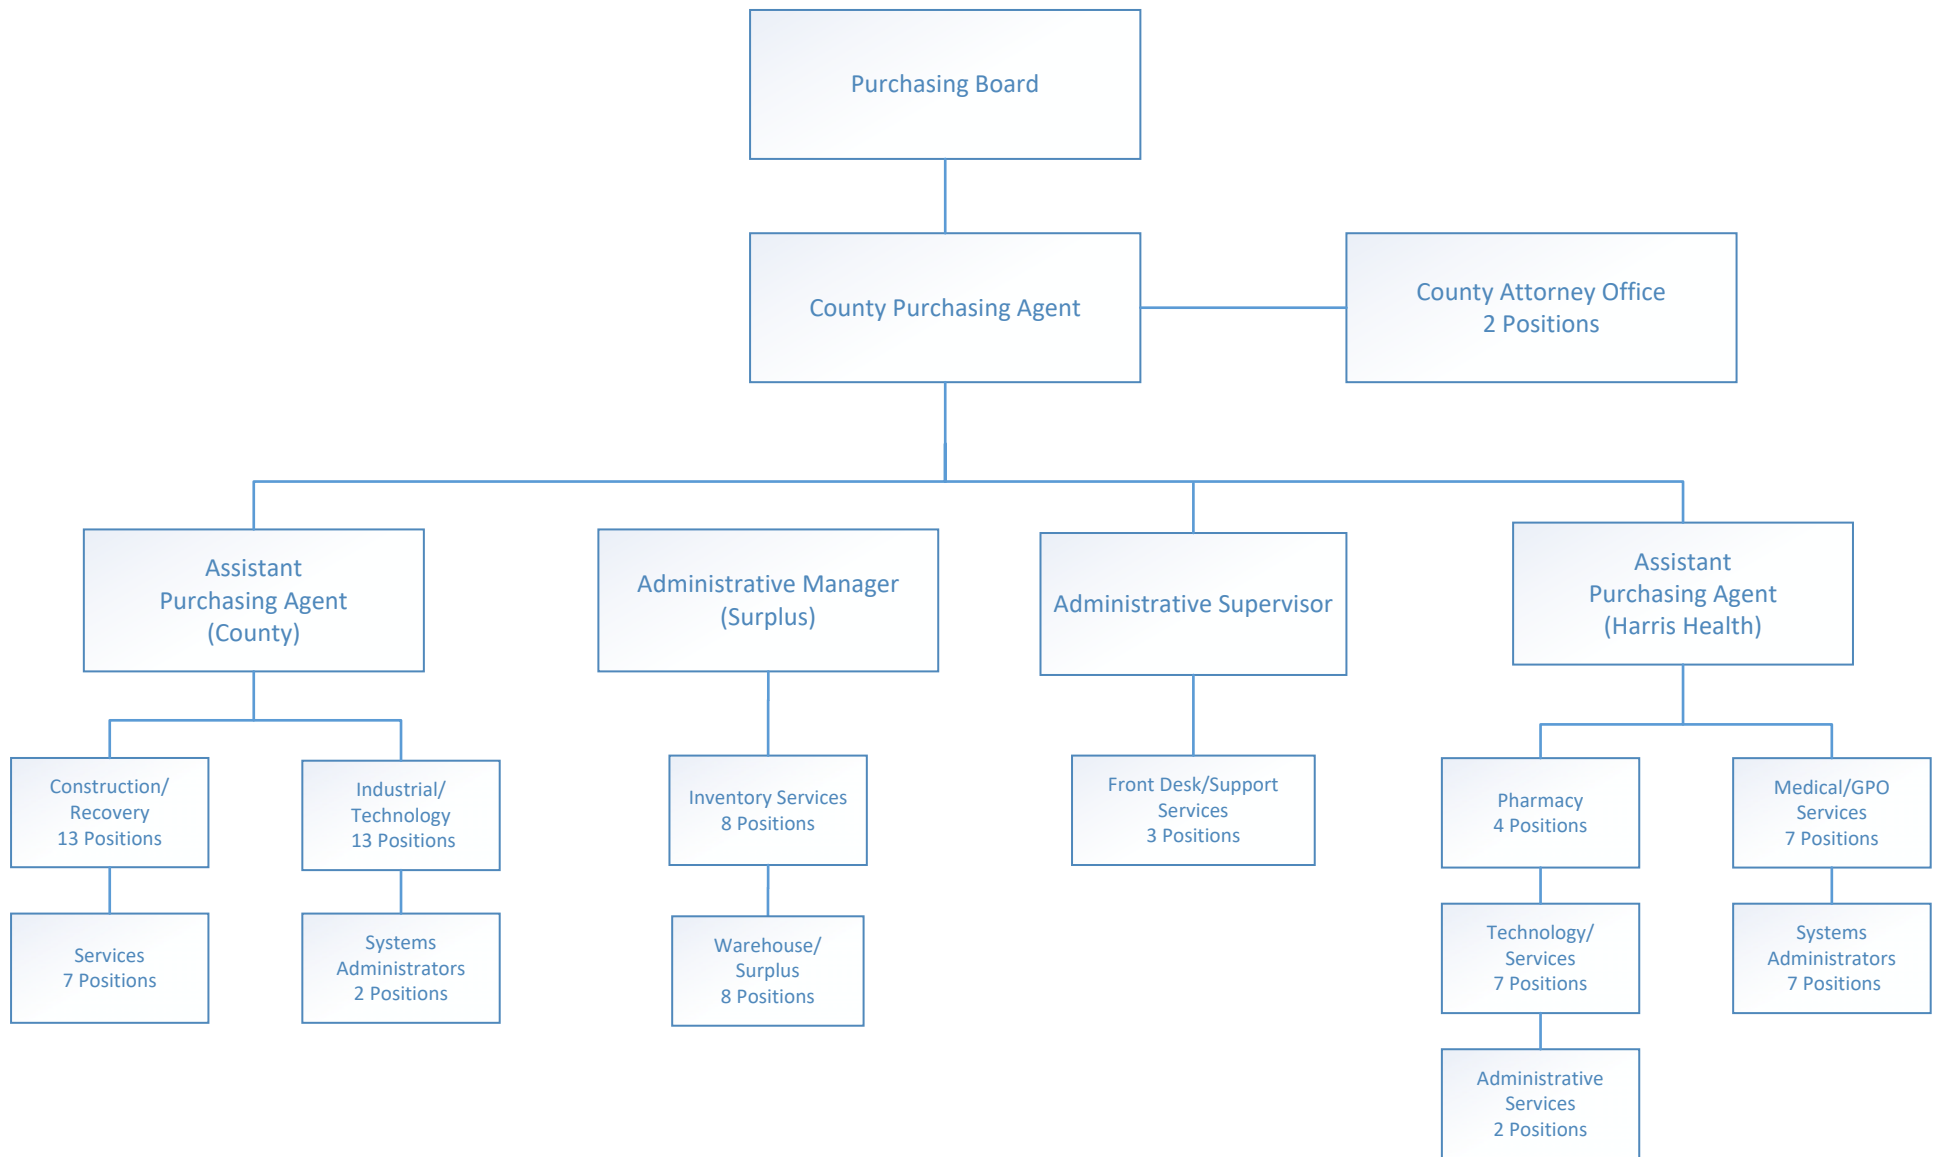 Purchasing Board
County Purchasing Agent
County Attorney Office
2 Positions
Assistant
Purchasing Agent
(County)
Administrative Manager
(Surplus)
Administrative Supervisor
Assistant
Purchasing Agent
(Harris Health)
Construction/
Recovery
13 Positions
Industrial/
Technology
13 Positions
Inventory Services
8 Positions
Front Desk/Support
Services
3 Positions
Pharmacy
4 Positions
Medical/GPO
Services
7 Positions
Services
7 Positions
Systems
Administrators
2 Positions
Warehouse/
Surplus
8 Positions
Technology/
Services
7 Positions
Systems
Administrators
7 Positions
Administrative
Services
2 Positions